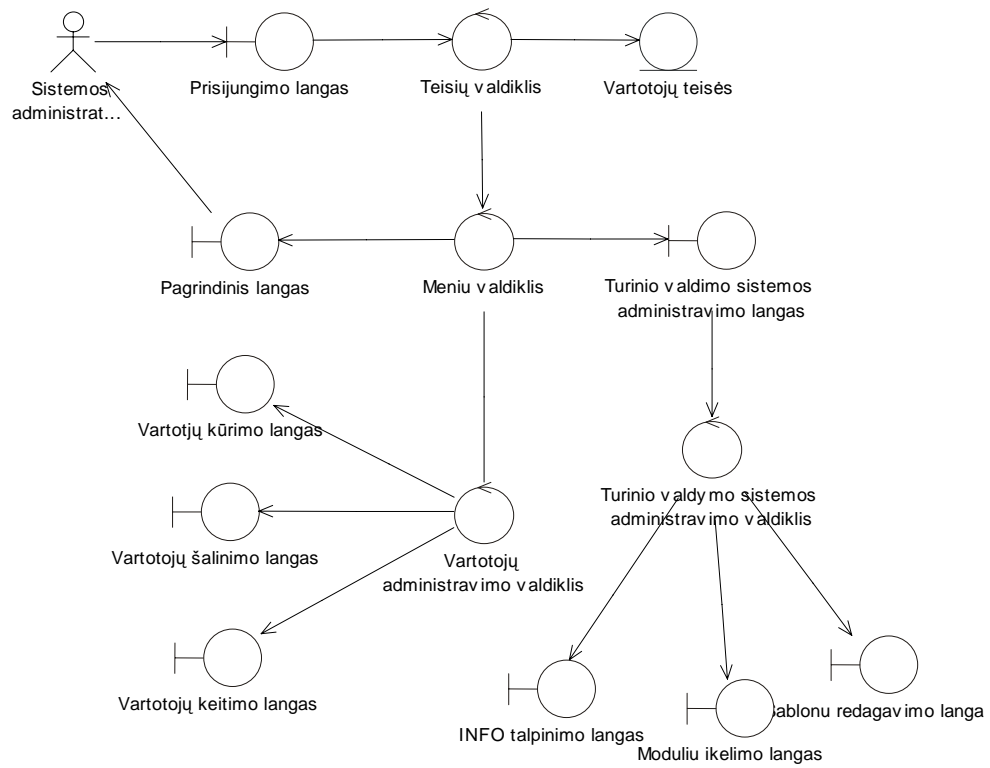 Sistemos
administrat...
Prisijungimo langas
Teisių valdiklis
Vartotojų teisės
Pagrindinis langas
Meniu valdiklis
Turinio valdimo sistemos
administravimo langas
Vartotjų kūrimo langas
Turinio valdymo sistemos
administravimo valdiklis
Vartotojų šalinimo langas
Vartotojų
administravimo valdiklis
Vartotojų keitimo langas
INFO talpinimo langas
Moduliu ikelimo langas
redagavimo langa